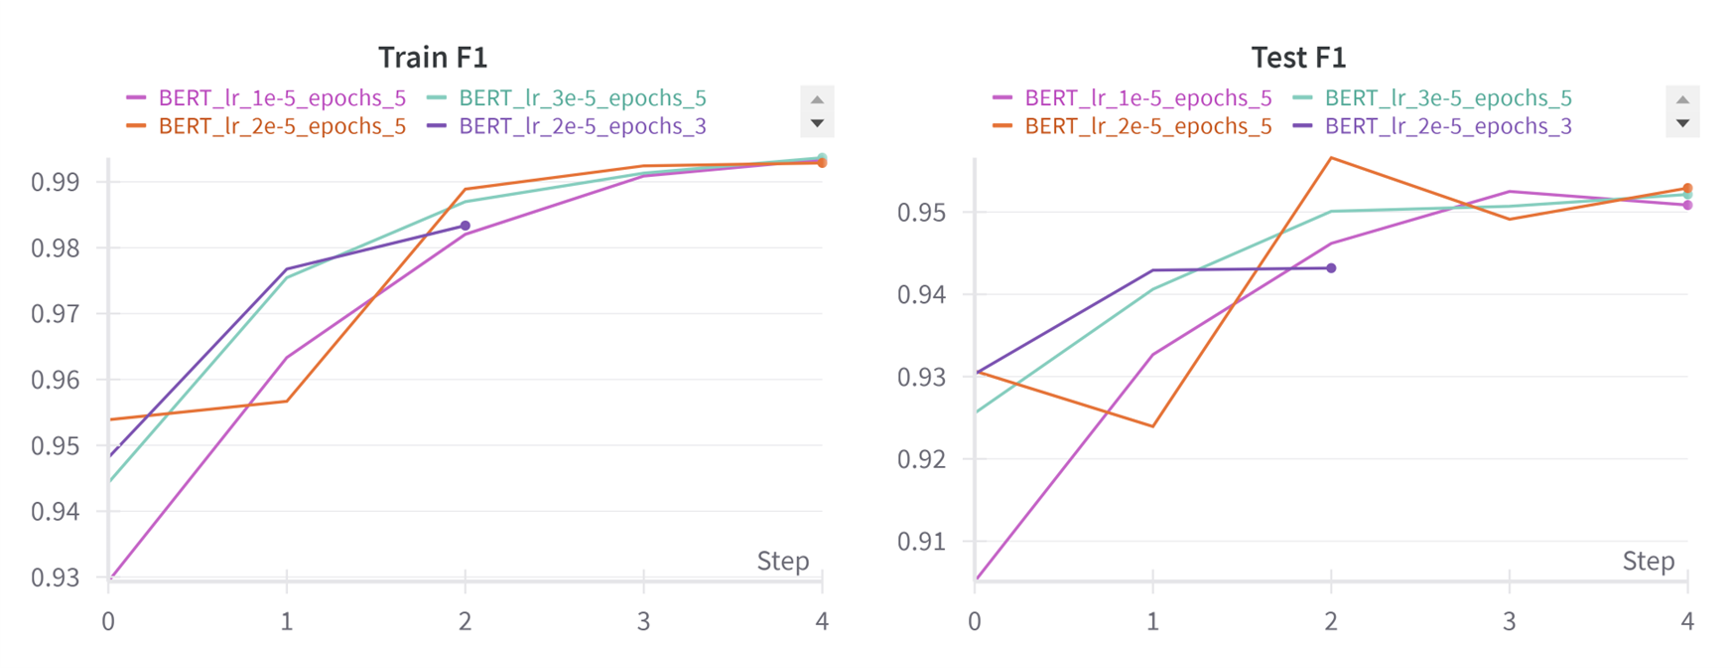 Train F1
BERT_lr_1e-5_epochs_5 BERT_lr_3e-5_epochs_5
BERT_lr_2e-5_epochs_5 BERT_lr_2e-5_epochs_3
0.99
0.98
0.97
0.96
0.95
0.94
0.93
Step
0 1 2 3 4
Test F1
BERT_lr_1e-5_epochs_5 BERT_lr_3e-5_epochs_5
BERT_lr_2e-5_epochs_5 BERT_lr_2e-5_epochs_3
0.95
0.94
0.93
0.92
0.91
Step
0 1 2 3 4